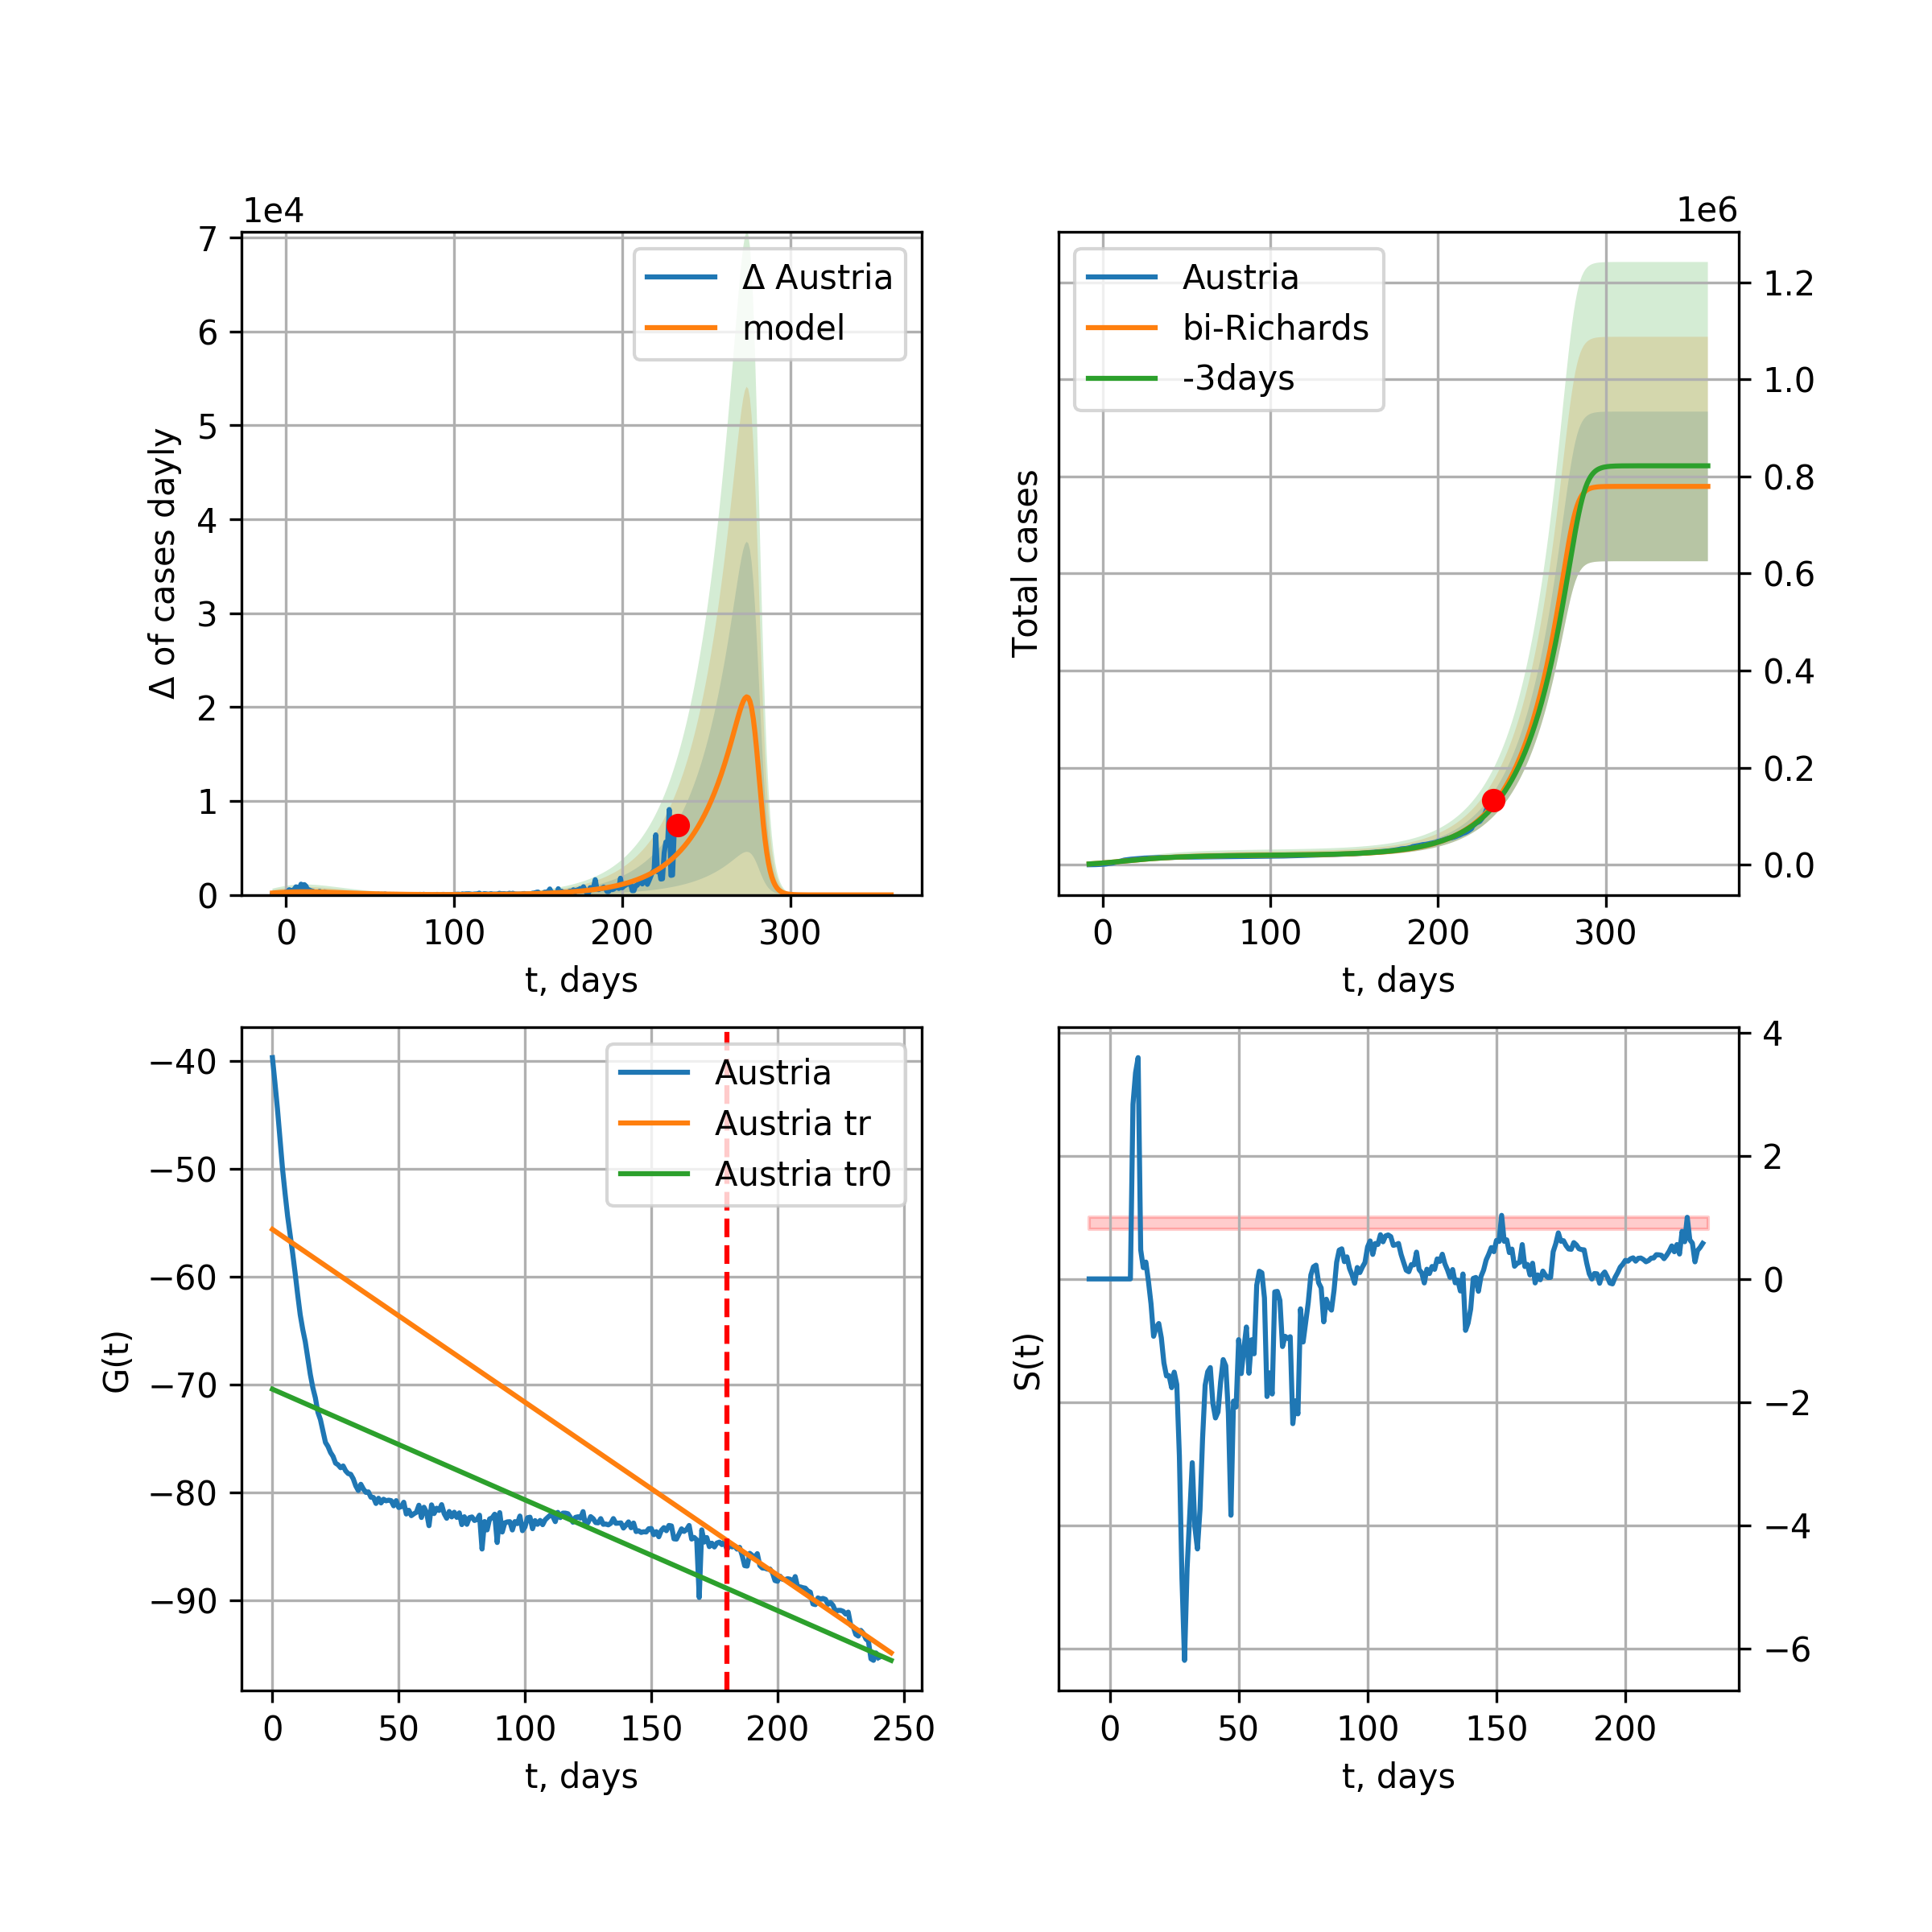 1e4
7
6
5
4
3
2
1
0
Δ of cases dayly
Δ Austria
model
0 100 200 300
t, days
1e6
Austria
bi-Richards
-3days
1.2
1.0
0.8
0.6
0.4
0.2
0.0
Total cases
0 100 200 300
t, days
−40
−50
−60
−70
−80
−90
G(t)
Austria
Austria tr
Austria tr0
0 50 100 150 200 250
t, days
4
2
0
−2
−4
−6
S(t)
0 50 100 150 200
t, days